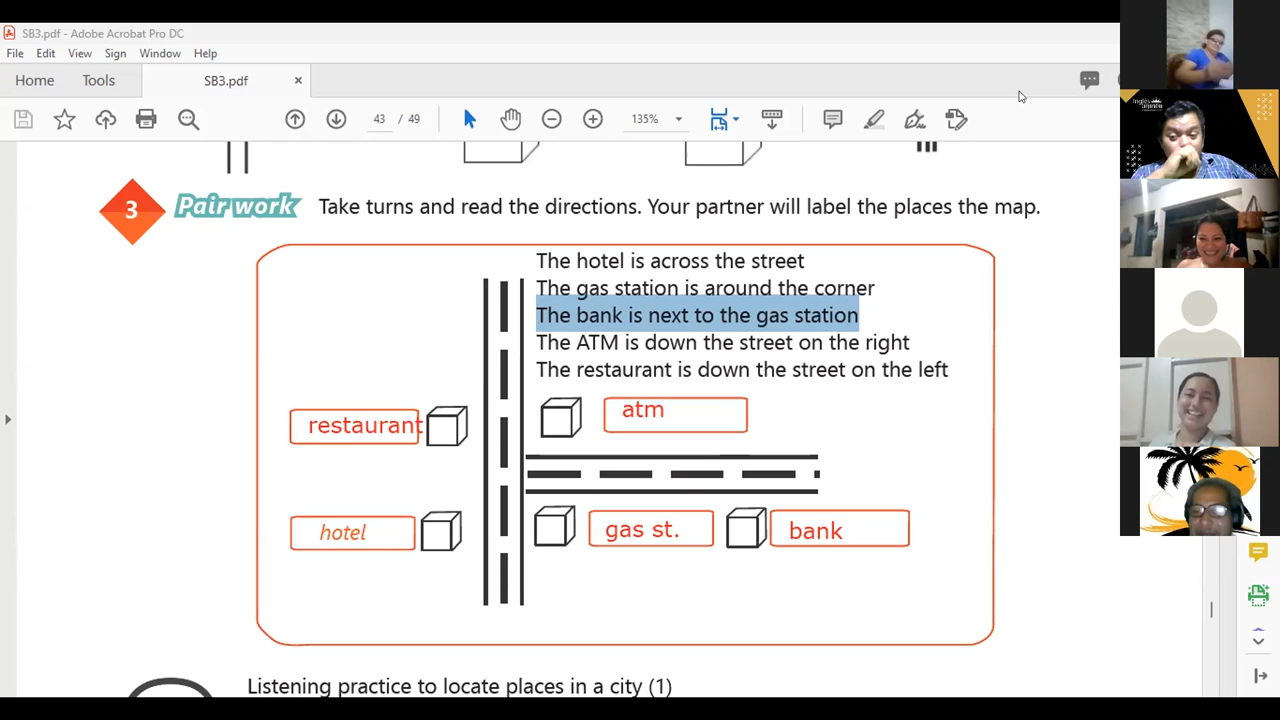 SB3.pdf - Adobe Acrobat Pro DC
File Edit View Sign Window Help
Home Tools SB3.pdf ×
43 / 49 135%
3 Pair work Take turns and read the directions. Your partner will label the places the map.
The hotel is across the street
The gas station is around the corner
The bank is next to the gas station
The ATM is down the street on the right
The restaurant is down the street on the left
restaurant
atm
hotel
gas st.
bank
Listening practice to locate places in a city (1)